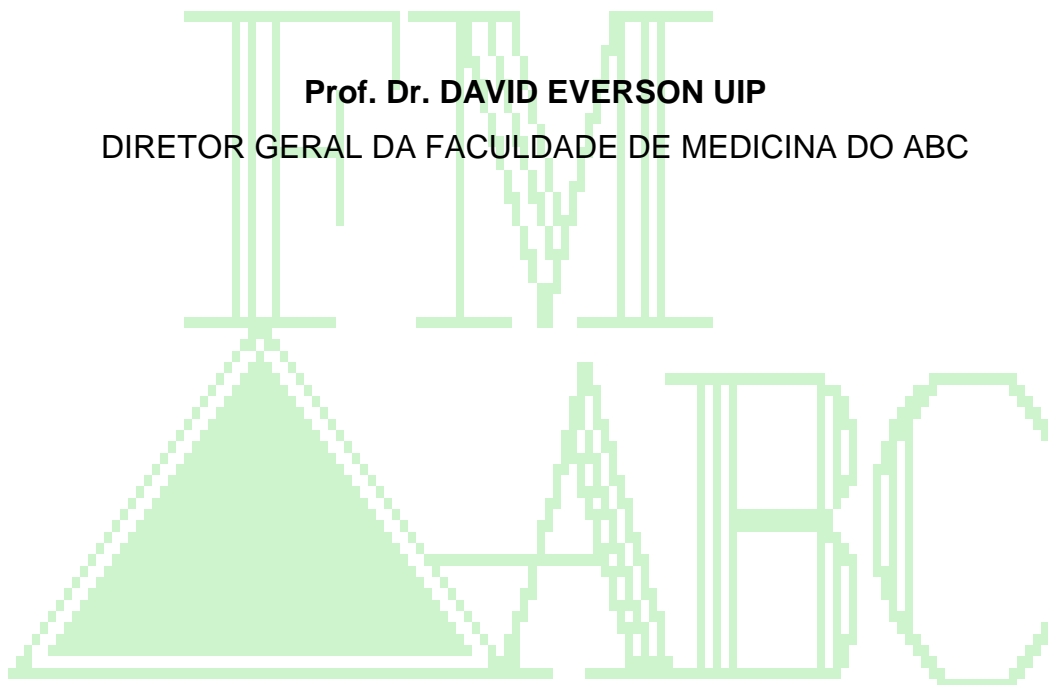 Prof. Dr. DAVID EVERSON UIP
DIRETOR GERAL DA FACULDADE DE MEDICINA DO ABC
FM
ABC